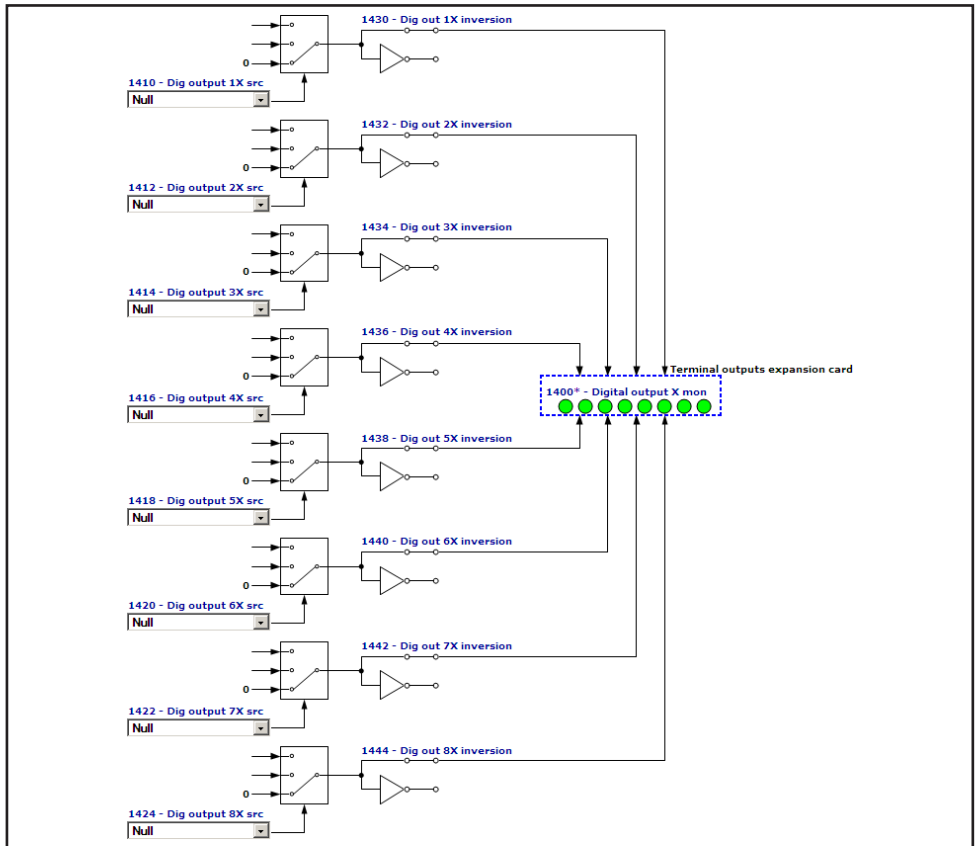 1430 - Dig out 1X inversion
0
1410 - Dig output 1X src
Null
1432 - Dig out 2X inversion
0
1412 - Dig output 2X src
Null
1434 - Dig out 3X inversion
0
1414 - Dig output 3X src
Null
1436 - Dig out 4X inversion
0
1416 - Dig output 4X src
Null
Terminal outputs expansion card
1400* - Digital output X mon
1438 - Dig out 5X inversion
0
1418 - Dig output 5X src
Null
1440 - Dig out 6X inversion
0
1420 - Dig output 6X src
Null
1442 - Dig out 7X inversion
0
1422 - Dig output 7X src
Null
1444 - Dig out 8X inversion
0
1424 - Dig output 8X src
Null